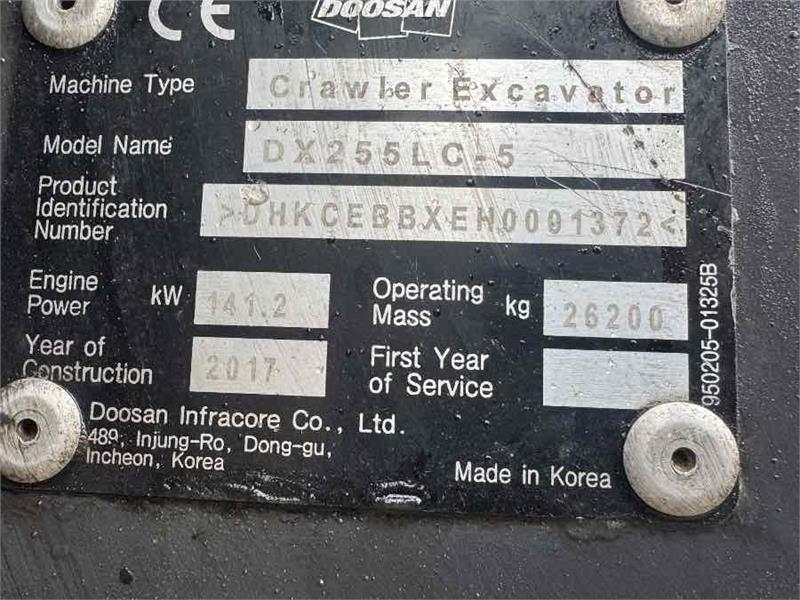 CE
DOOSAN
Machine Type Crawler Excavator
Model Name DX255LC-5
Product
Identification
Number >DHKCEBBXEH0001372<
Engine
Power kW 141.2
Operating
Mass kg 26200
Year of
Construction 2017
First Year
of Service
Doosan Infracore Co., Ltd.
489, Injung-Ro, Dong-gu,
Incheon, Korea
Made in Korea
950205-01325B